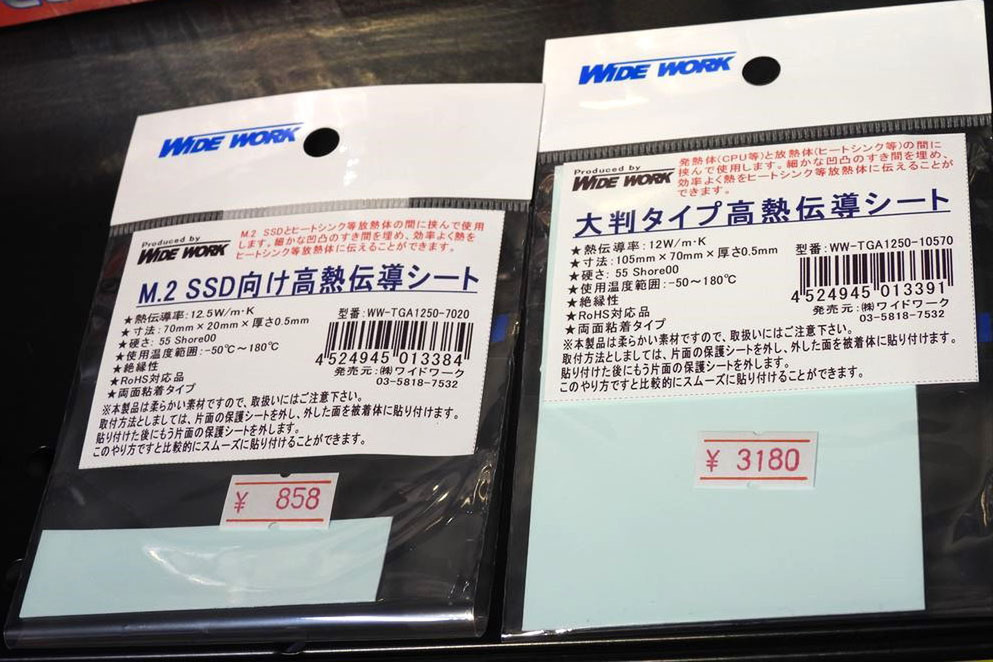 WIDE WORK
Produced by
WIDE WORK
M.2 SSDとヒートシンク等放熱体の間に挟んで使用
します。細かな凹凸のすき間を埋め、効率よく熱を
ヒートシンク等放熱体に伝えることができます。
M.2 SSD向け高熱伝導シート
★熱伝導率:12.5W/m・K
★寸法:70mm×20mm×厚さ0.5mm
★硬さ: 55 Shore00
★使用温度範囲:-50℃~180℃
★絶縁性
★RoHS対応品
★両面粘着タイプ
型番:WW-TGA1250-7020
4 524945 013384
発売元:㈱ワイドワーク
03-5818-7532
※本製品は柔らかい素材ですので、取扱いにはご注意下さい。
取付方法としましては、片面の保護シートを外し、外した面を被着体に貼り付けます。
貼り付けた後にもう片面の保護シートを外します。
このやり方ですと比較的にスムーズに貼り付けることができます。
¥ 858
WIDE WORK
Produced by
WIDE WORK
発熱体(CPU等)と放熱体(ヒートシンク等)の間に
挟んで使用します。細かな凹凸のすき間を埋め、
効率よく熱をヒートシンク等放熱体に伝えることが
できます。
大判タイプ高熱伝導シート
★熱伝導率:12W/m・K
★寸法:105mm×70mm×厚さ0.5mm
★硬さ: 55 Shore00
★使用温度範囲:-50~180℃
★絶縁性
★RoHS対応品
★両面粘着タイプ
型番:WW-TGA1250-10570
4 524945 013391
発売元:㈱ワイドワーク
03-5818-7532
※本製品は柔らかい素材ですので、取扱いにはご注意下さい。
取付方法としましては、片面の保護シートを外し、外した面を被着体に貼り付けます。
貼り付けた後にもう片面の保護シートを外します。
このやり方ですと比較的にスムーズに貼り付けることができます。
¥ 3180